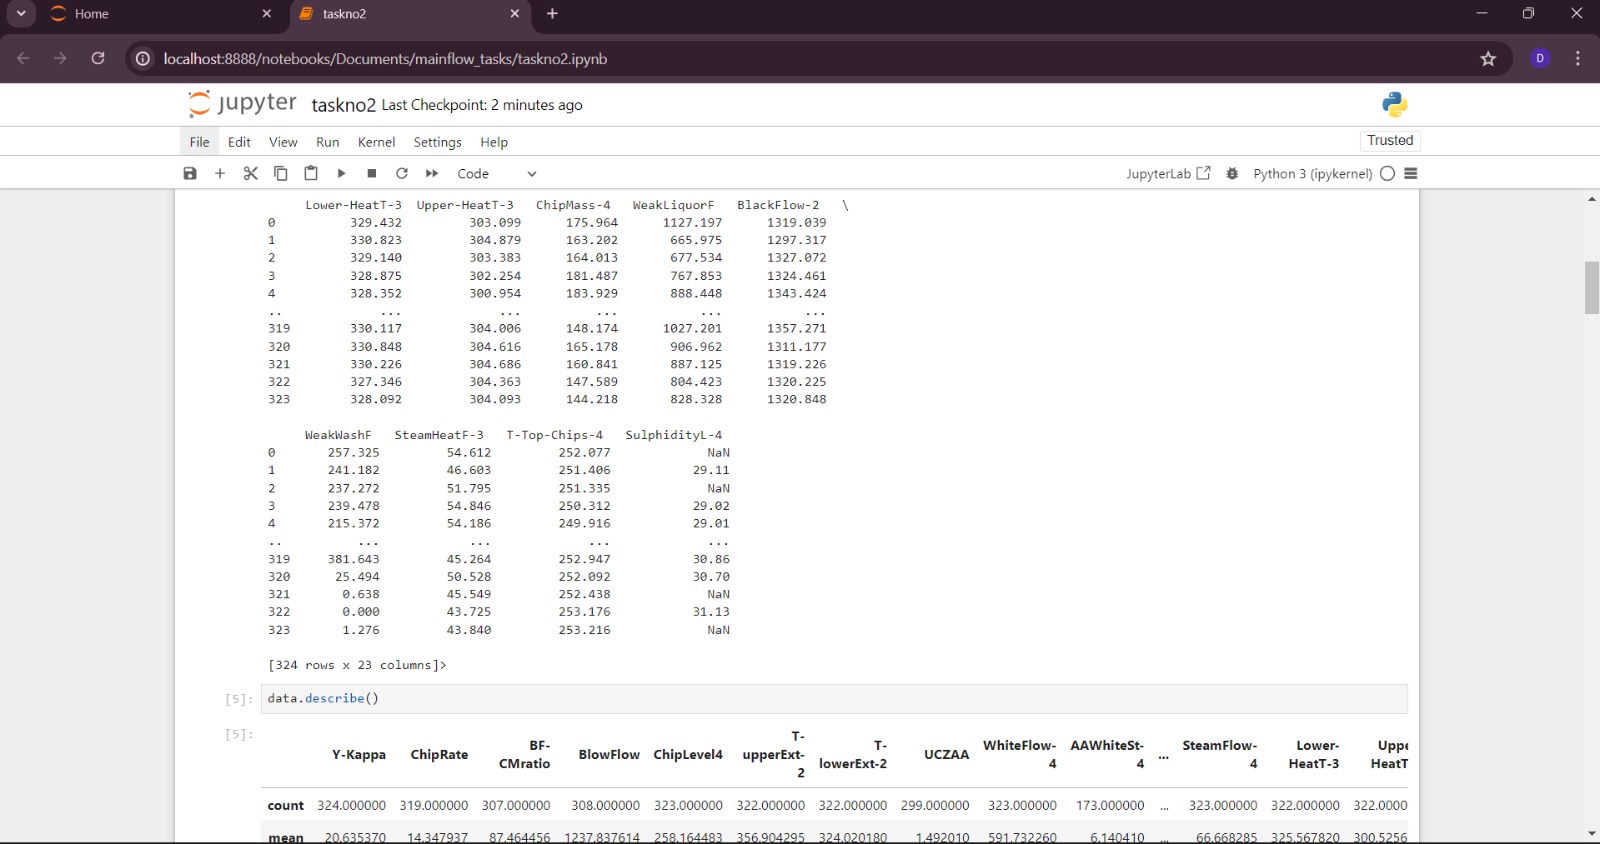 Home
taskno2
localhost:8888/notebooks/Documents/mainflow_tasks/taskno2.ipynb
D
jupyter taskno2 Last Checkpoint: 2 minutes ago
File Edit View Run Kernel Settings Help
Trusted
Code
JupyterLab
Python 3 (ipykernel)
Lower-HeatT-3 Upper-HeatT-3 ChipMass-4 WeakLiquorF BlackFlow-2 \
0 329.432 303.099 175.964 1127.197 1319.039
1 330.823 304.879 163.202 665.975 1297.317
2 329.140 303.383 164.013 677.534 1327.072
3 328.875 302.254 181.487 767.853 1324.461
4 328.352 300.954 183.929 888.448 1343.424
.. ... ... ... ... ...
319 330.117 304.006 148.174 1027.201 1357.271
320 330.848 304.616 165.178 906.962 1311.177
321 330.226 304.686 160.841 887.125 1319.226
322 327.346 304.363 147.589 804.423 1320.225
323 328.092 304.093 144.218 828.328 1320.848
WeakWashF SteamHeatF-3 T-Top-Chips-4 SulphidityL-4
0 257.325 54.612 252.077 NaN
1 241.182 46.603 251.406 29.11
2 237.272 51.795 251.335 NaN
3 239.478 54.846 250.312 29.02
4 215.372 54.186 249.916 29.01
.. ... ... ... ...
319 381.643 45.264 252.947 30.86
320 25.494 50.528 252.092 30.70
321 0.638 45.549 252.438 NaN
322 0.000 43.725 253.176 31.13
323 1.276 43.840 253.216 NaN
[324 rows x 23 columns]>
[5]: data.describe()
[5]:
Y-Kappa ChipRate BF-CMratio BlowFlow ChipLevel4 T-upperExt-2 T-lowerExt-2 UCZAA WhiteFlow-4 AAWhiteSt-4 ... SteamFlow-4 Lower-HeatT-3 Uppe HeatT
count 324.000000 319.000000 307.000000 308.000000 323.000000 322.000000 322.000000 299.000000 323.000000 173.000000 ... 323.000000 322.000000 322.0000
mean 20.635370 14.347937 87.464456 1237.837614 258.164483 356.904295 324.020180 1.492010 591.732260 6.140410 ... 66.668285 325.567820 300.5256